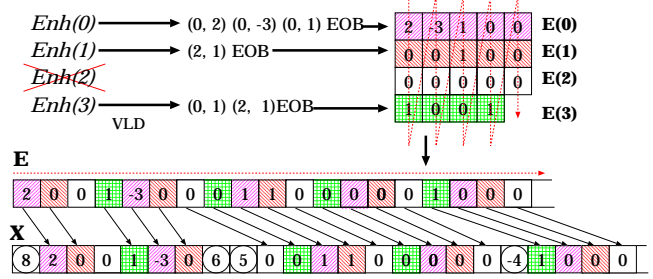 Enh(0) (0, 2) (0, -3) (0, 1) EOB 2 -3 1 0 0 E(0)
Enh(1) (2, 1) EOB 0 0 1 0 0 E(1)
Enh(2) 0 0 0 0 0 E(2)
Enh(3) (0, 1) (2, 1)EOB 1 0 0 1 E(3)
VLD
E
2 0 0 1 -3 0 0 0 1 1 0 0 0 0 0 1 0 0 0
X
8 2 0 0 1 -3 0 6 5 0 0 1 1 0 0 0 0 0 -4 1 0 0 0